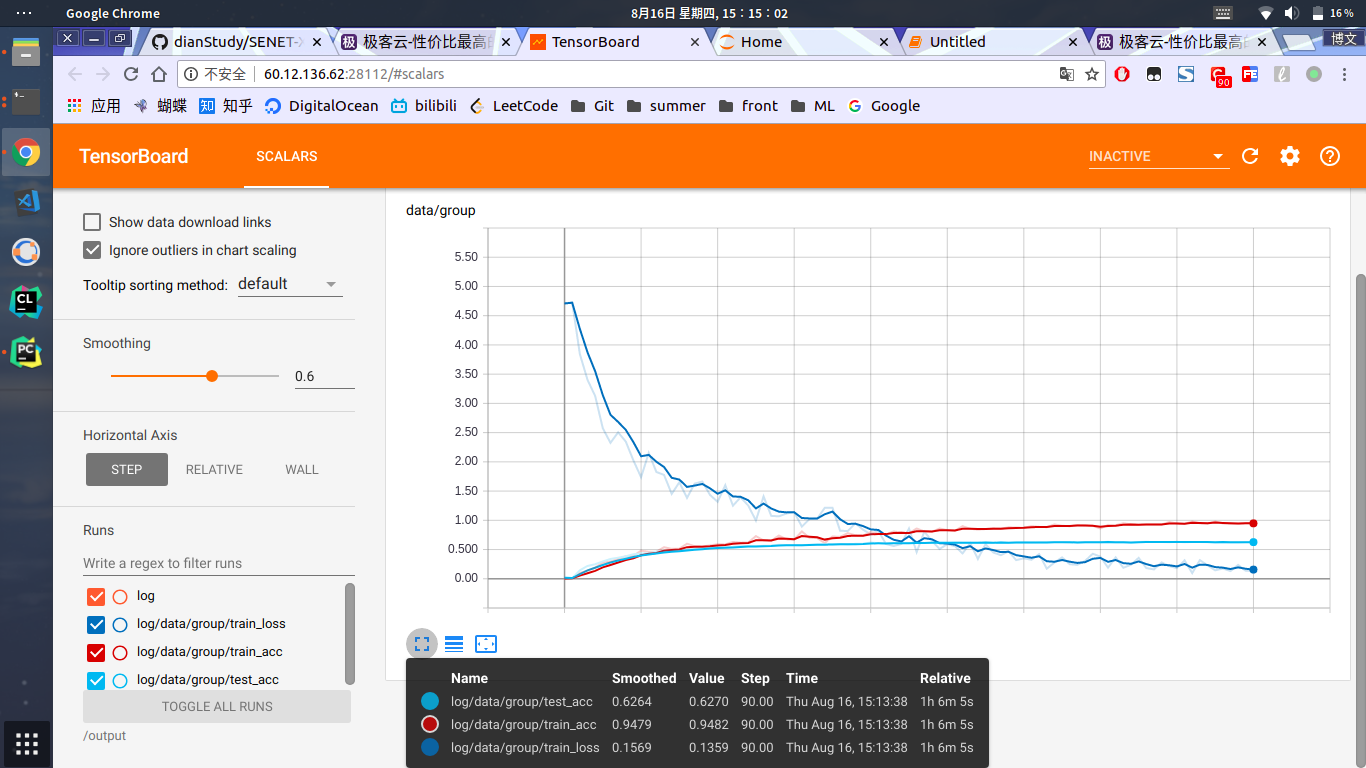 Google Chrome 8月16日 星期四, 15：15：02 16 %
dianStudy/SENET-X 极客云-性价比最高的 TensorBoard Home Untitled 极客云-性价比最高的 博文
不安全 60.12.136.62:28112/#scalars 90 FE
应用 蝴蝶 知 知乎 DigitalOcean bilibili LeetCode Git summer front ML Google
TensorBoard SCALARS INACTIVE
Show data download links
Ignore outliers in chart scaling
Tooltip sorting method: default
Smoothing
0.6
Horizontal Axis
STEP RELATIVE WALL
Runs
Write a regex to filter runs
log
log/data/group/train_loss
log/data/group/train_acc
log/data/group/test_acc
TOGGLE ALL RUNS
/output
data/group
5.50
5.00
4.50
4.00
3.50
3.00
2.50
2.00
1.50
1.00
0.500
0.00
Name Smoothed Value Step Time Relative
log/data/group/test_acc 0.6264 0.6270 90.00 Thu Aug 16, 15:13:38 1h 6m 5s
log/data/group/train_acc 0.9479 0.9482 90.00 Thu Aug 16, 15:13:38 1h 6m 5s
log/data/group/train_loss 0.1569 0.1359 90.00 Thu Aug 16, 15:13:38 1h 6m 5s
CL
PC